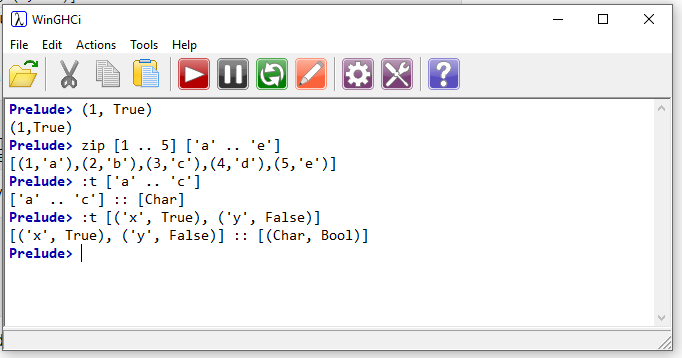 WinGHCi
File Edit Actions Tools Help
Prelude> (1, True)
(1,True)
Prelude> zip [1 .. 5] ['a' .. 'e']
[(1,'a'),(2,'b'),(3,'c'),(4,'d'),(5,'e')]
Prelude> :t ['a' .. 'c']
['a' .. 'c'] :: [Char]
Prelude> :t [('x', True), ('y', False)]
[('x', True), ('y', False)] :: [(Char, Bool)]
Prelude>